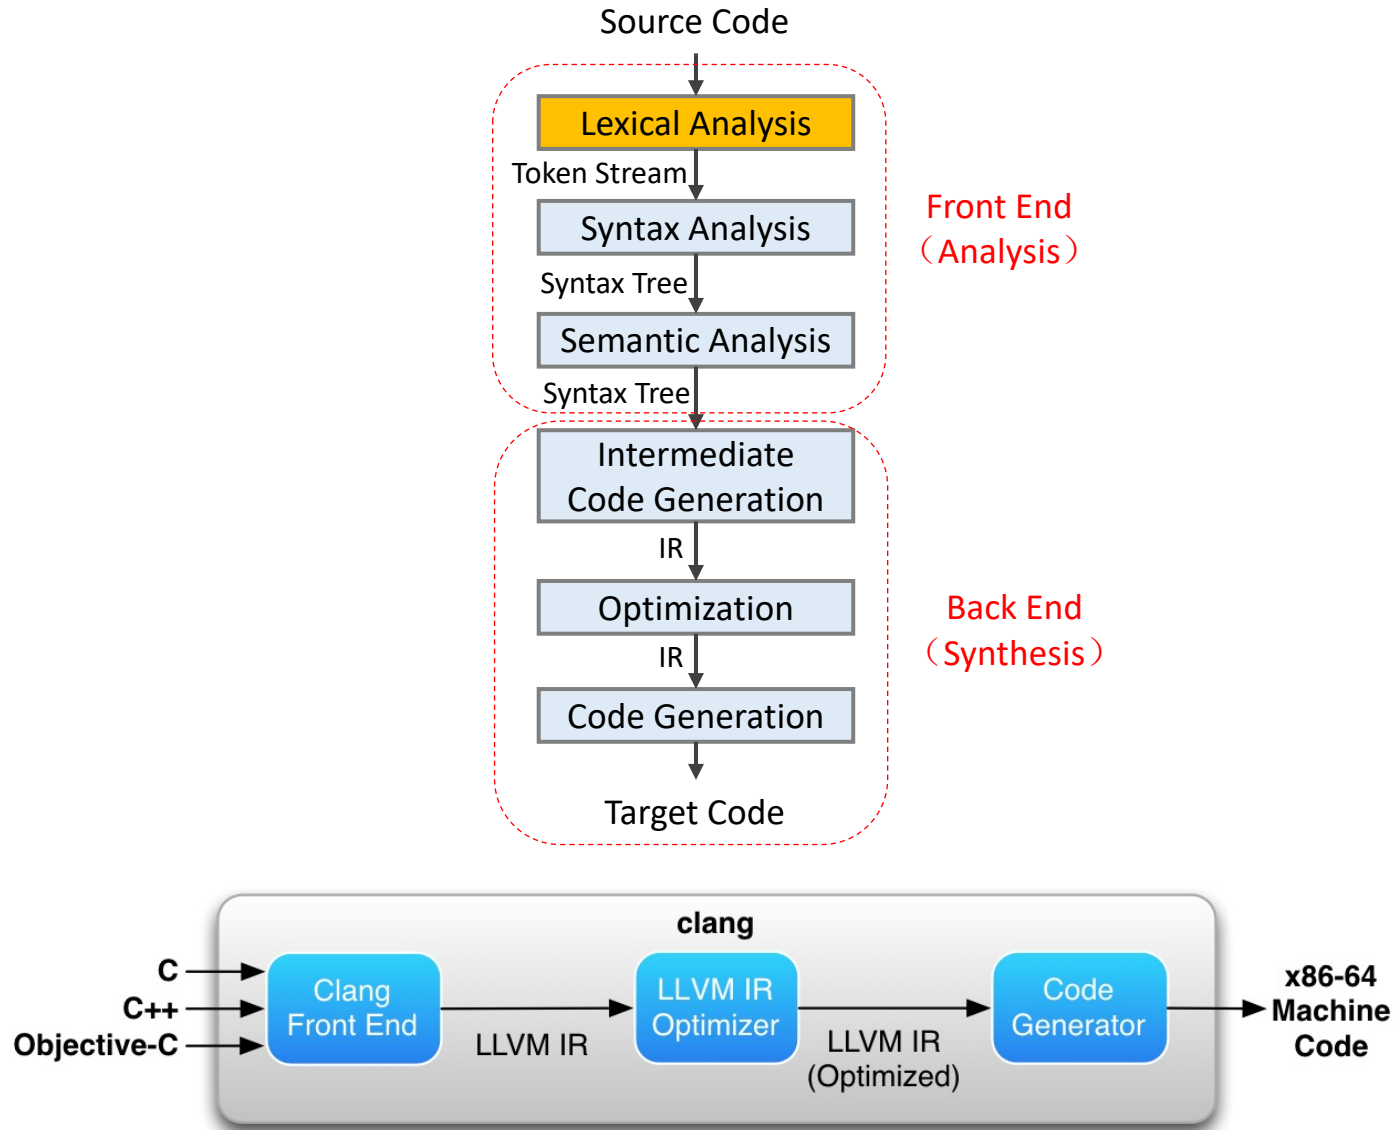 Source Code
Lexical Analysis
Token Stream
Syntax Analysis
Front End
（Analysis）
Syntax Tree
Semantic Analysis
Syntax Tree
Intermediate
Code Generation
IR
Optimization
Back End
（Synthesis）
IR
Code Generation
Target Code
clang
C
C++
Objective-C
Clang
Front End
LLVM IR
LLVM IR
Optimizer
LLVM IR
(Optimized)
Code
Generator
x86-64
Machine
Code